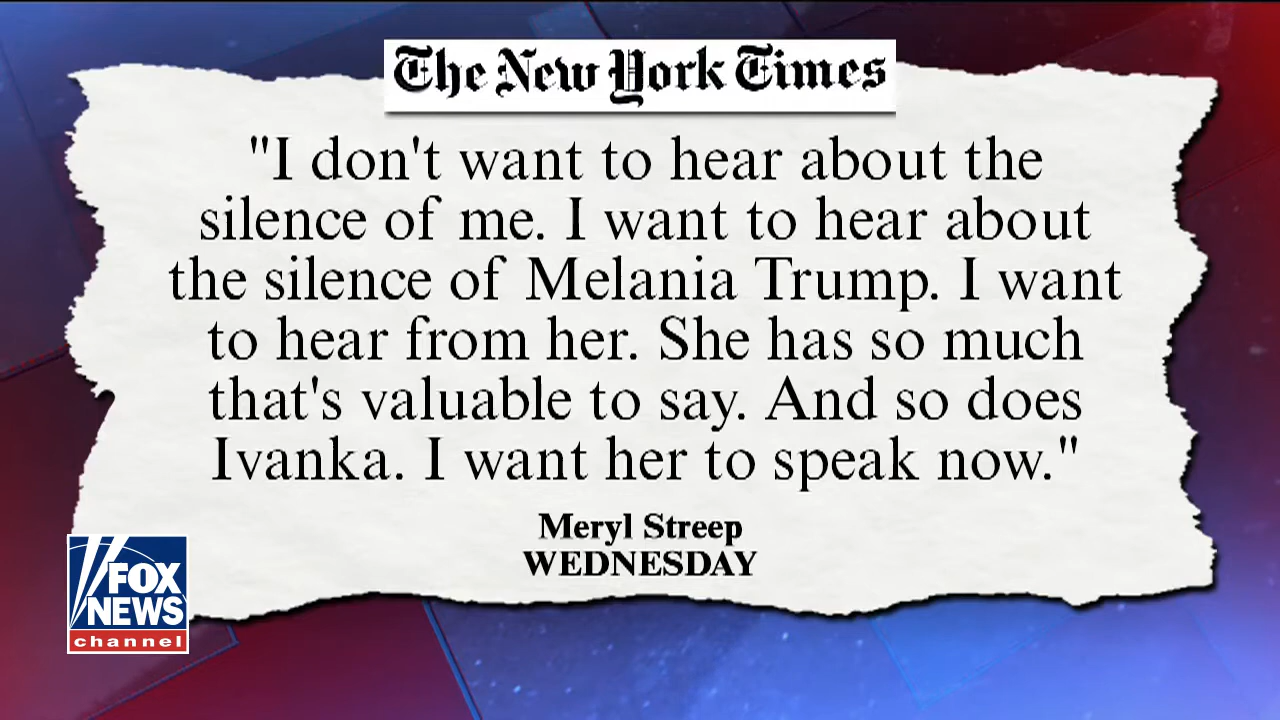 The New York Times
"I don't want to hear about the
silence of me. I want to hear about
the silence of Melania Trump. I want
to hear from her. She has so much
that's valuable to say. And so does
Ivanka. I want her to speak now."
Meryl Streep
WEDNESDAY
FOX
NEWS
channel